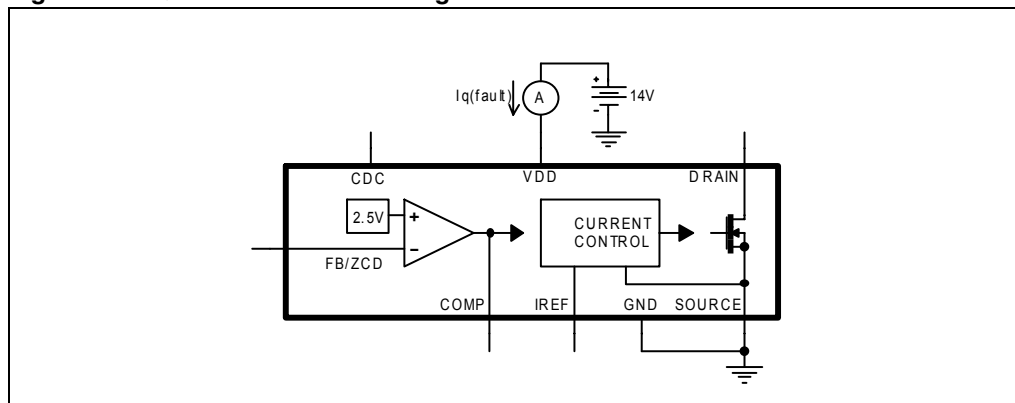 Iq(fault)
A
+
-
14V
CDC
VDD
DRAIN
2.5V
+
-
CURRENT
CONTROL
FB/ZCD
COMP
IREF
GND
SOURCE